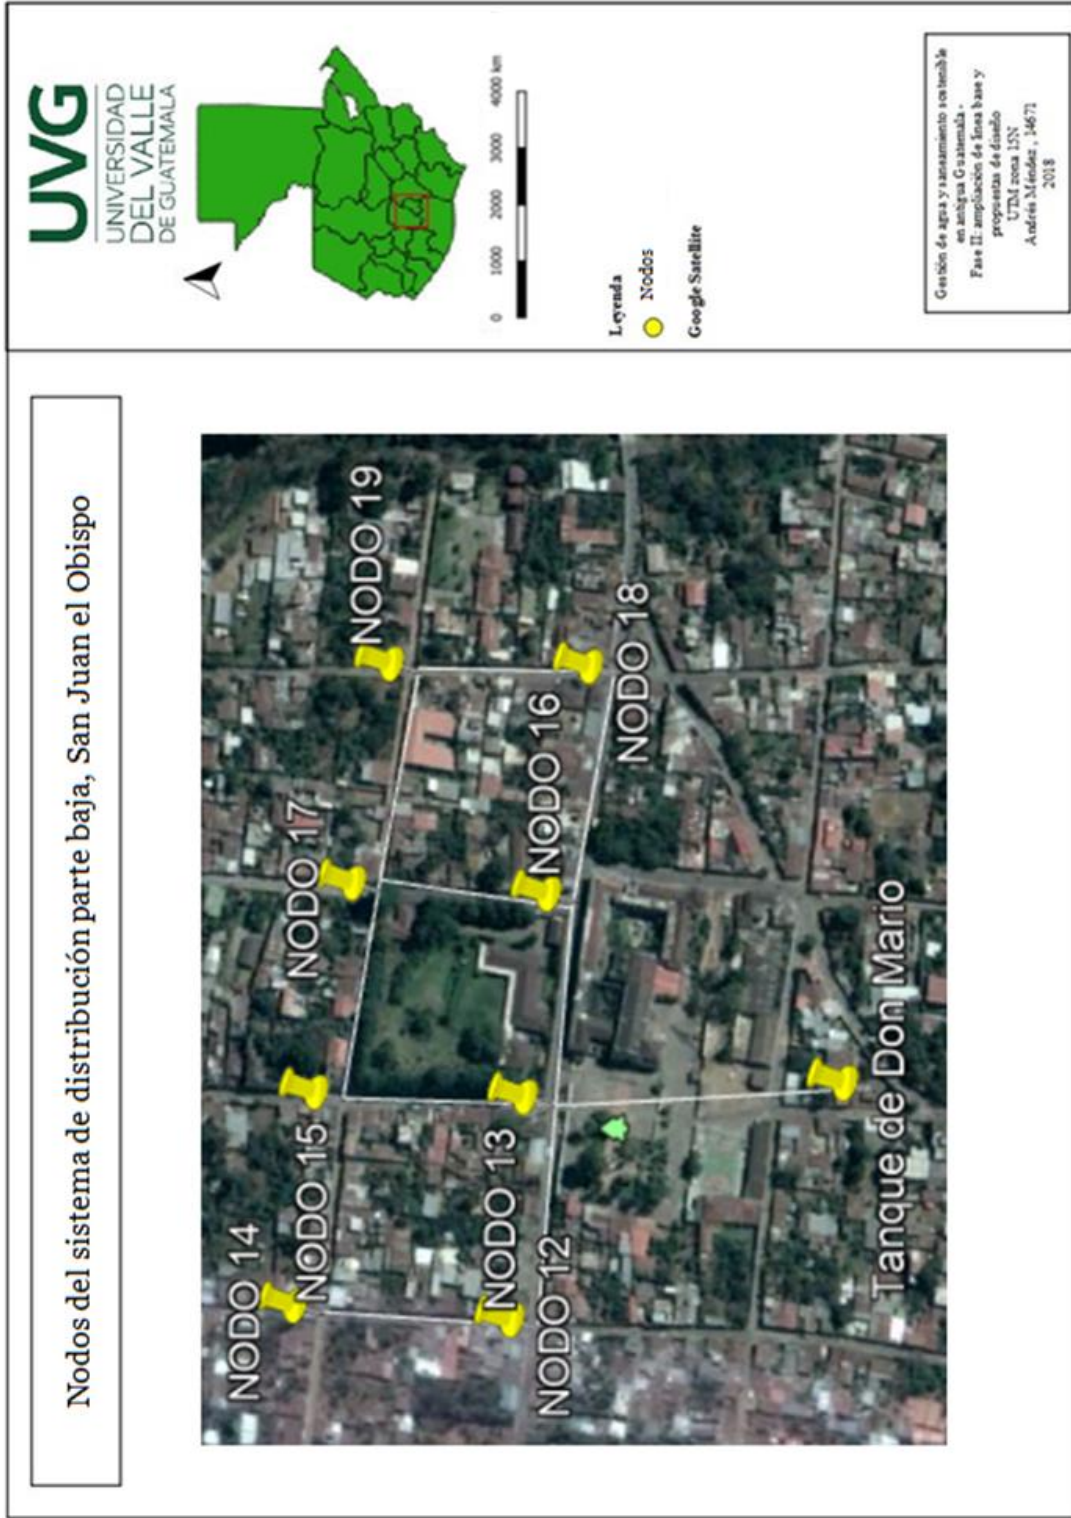 Nodos del sistema de distribución parte baja, San Juan el Obispo
NODO 14
NODO 15
NODO 17
NODO 19
NODO 12
NODO 13
NODO 16
NODO 18
Tanque de Don Mario
UVG
UNIVERSIDAD
DEL VALLE
DE GUATEMALA
0 1000 2000 3000 4000 km
Leyenda
Nodos
Google Satellite
Gestión de agua y saneamiento sostenible
en antigua Guatemala -
Fase II: ampliación de línea base y
propuestas de diseño
UTM zona 15N
Andrés Méndez , 14671
2018